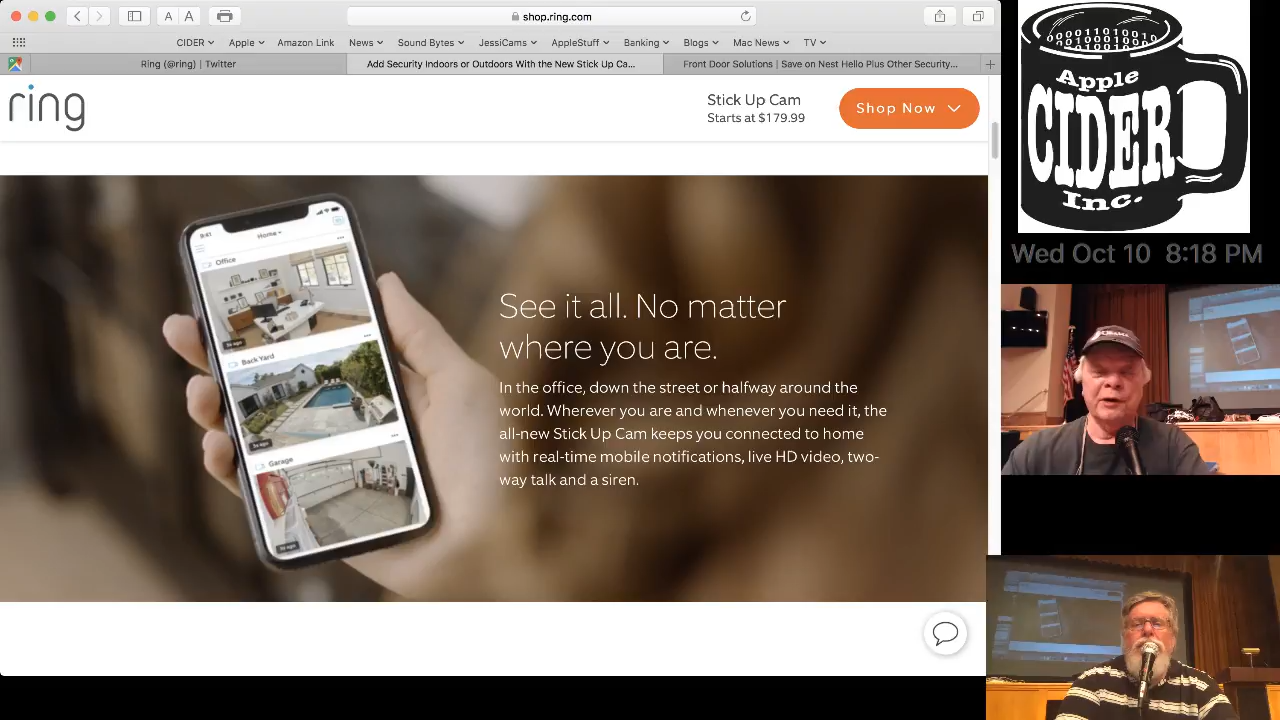 shop.ring.com
A A
CIDER Apple Amazon Link News Sound Bytes JessiCams AppleStuff Banking Blogs Mac News TV
Ring (@ring) | Twitter
Add Security Indoors or Outdoors With the New Stick Up Ca...
Front Door Solutions | Save on Nest Hello Plus Other Security...
ring
Stick Up Cam
Starts at $179.99
Shop Now
9:41
Home
Office
Back Yard
Garage
See it all. No matter
where you are.
In the office, down the street or halfway around the
world. Wherever you are and whenever you need it, the
all-new Stick Up Cam keeps you connected to home
with real-time mobile notifications, live HD video, two-
way talk and a siren.
Apple
CIDER
Inc.
Wed Oct 10 8:18 PM